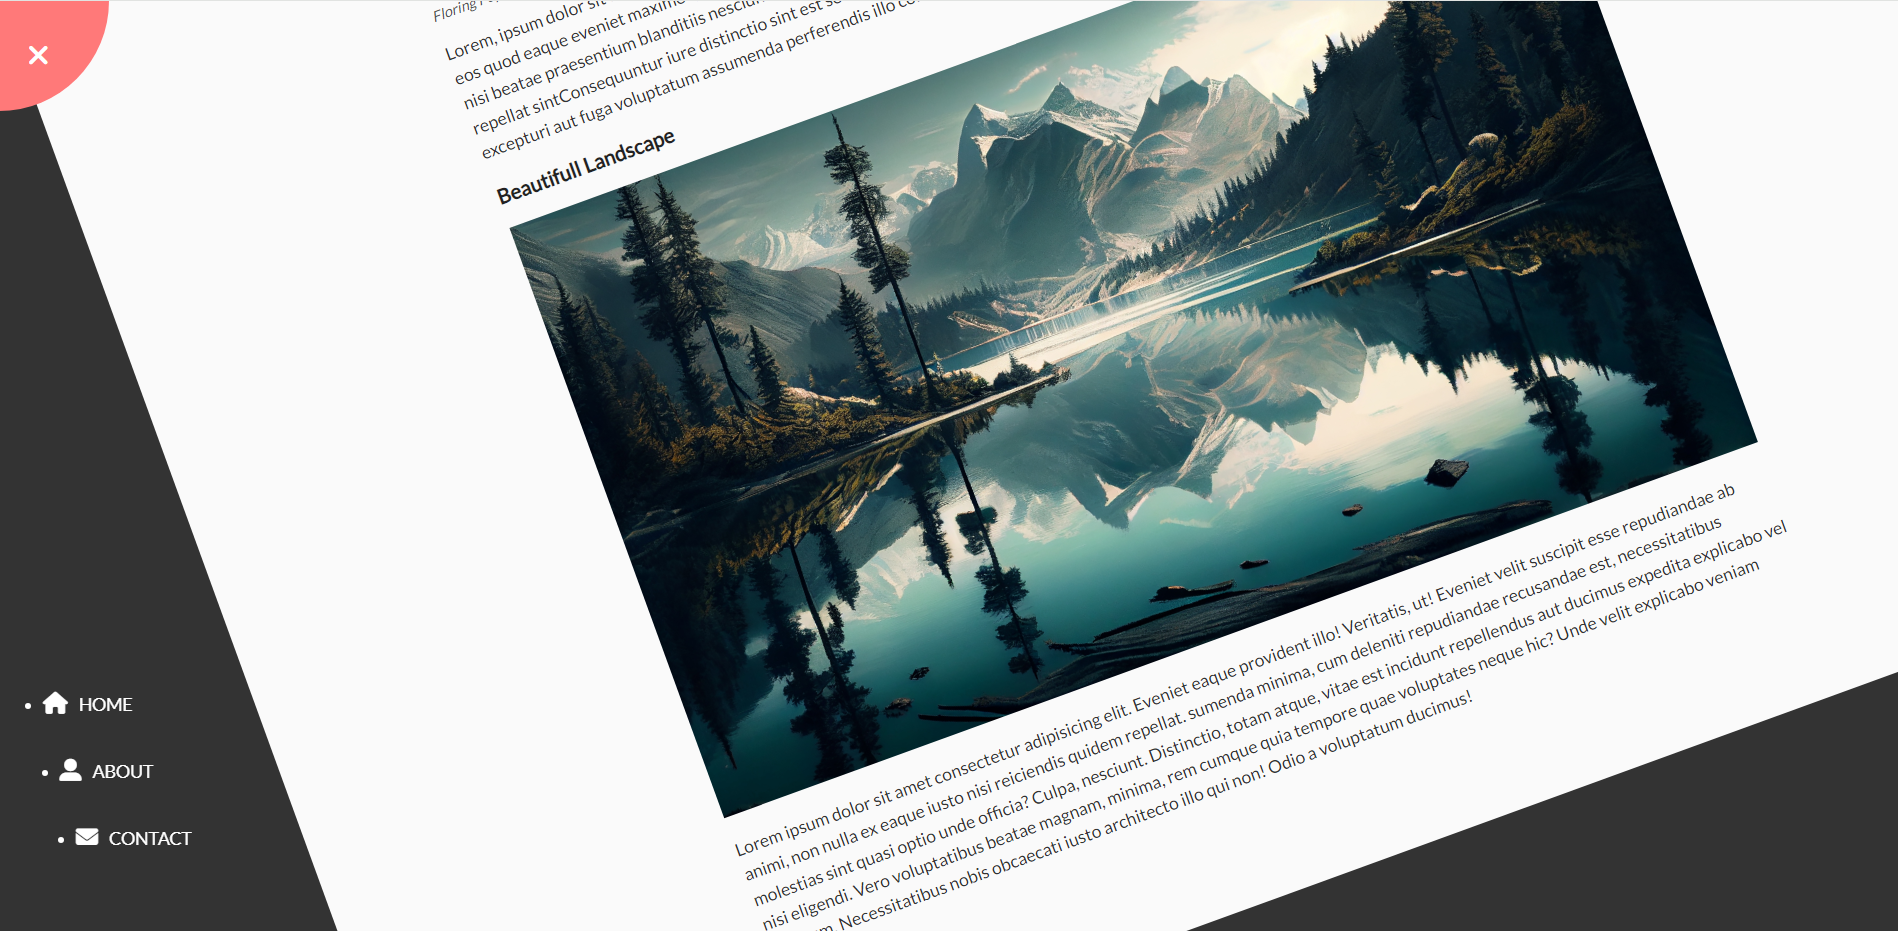 Floring
Lorem, ipsum dolor sit
eos quod eaque eveniet maxime
nisi beatae praesentium blanditiis
repellat sintConsequuntur iure distinctio sint est
excepturi aut fuga voluptatum assumenda perferendis illo
Beautifull Landscape
Lorem ipsum dolor sit amet consectetur adipisicing elit. Eveniet eaque provident illo! Veritatis, ut! Eveniet velit suscipit esse repudiandae ab
animi, non nulla ex eaque iusto nisi reiciendis quidem repellat. sumenda minima, cum deleniti repudiandae recusandae est, necessitatibus
molestias sint quasi optio unde officia? Culpa, nesciunt. Distinctio, totam atque, vitae est incidunt repellendus aut ducimus expedita explicabo vel
nisi eligendi. Vero voluptatibus beatae magnam, minima, rem cumque quia tempore quae voluptates neque hic? Unde velit explicabo veniam
Necessitatibus nobis obcaecati iusto architecto illo qui non! Odio a voluptatum ducimus!
HOME
ABOUT
CONTACT